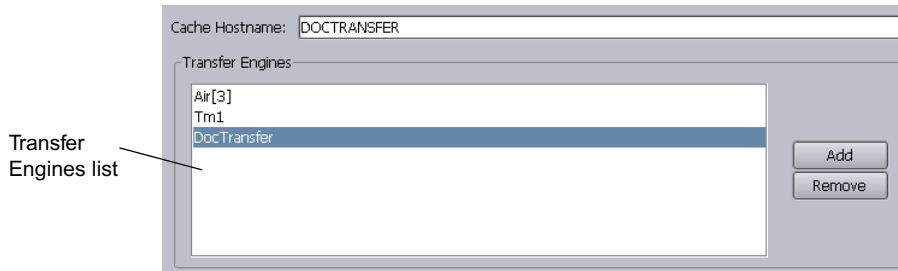 Cache Hostname: DOCTRANSFER
Transfer Engines
Air[3]
Tm1
DocTransfer
Transfer
Engines list
Add
Remove